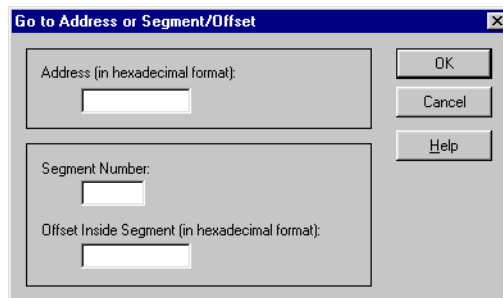 Go to Address or Segment/Offset
Address (in hexadecimal format):
OK
Cancel
Help
Segment Number:
Offset Inside Segment (in hexadecimal format):